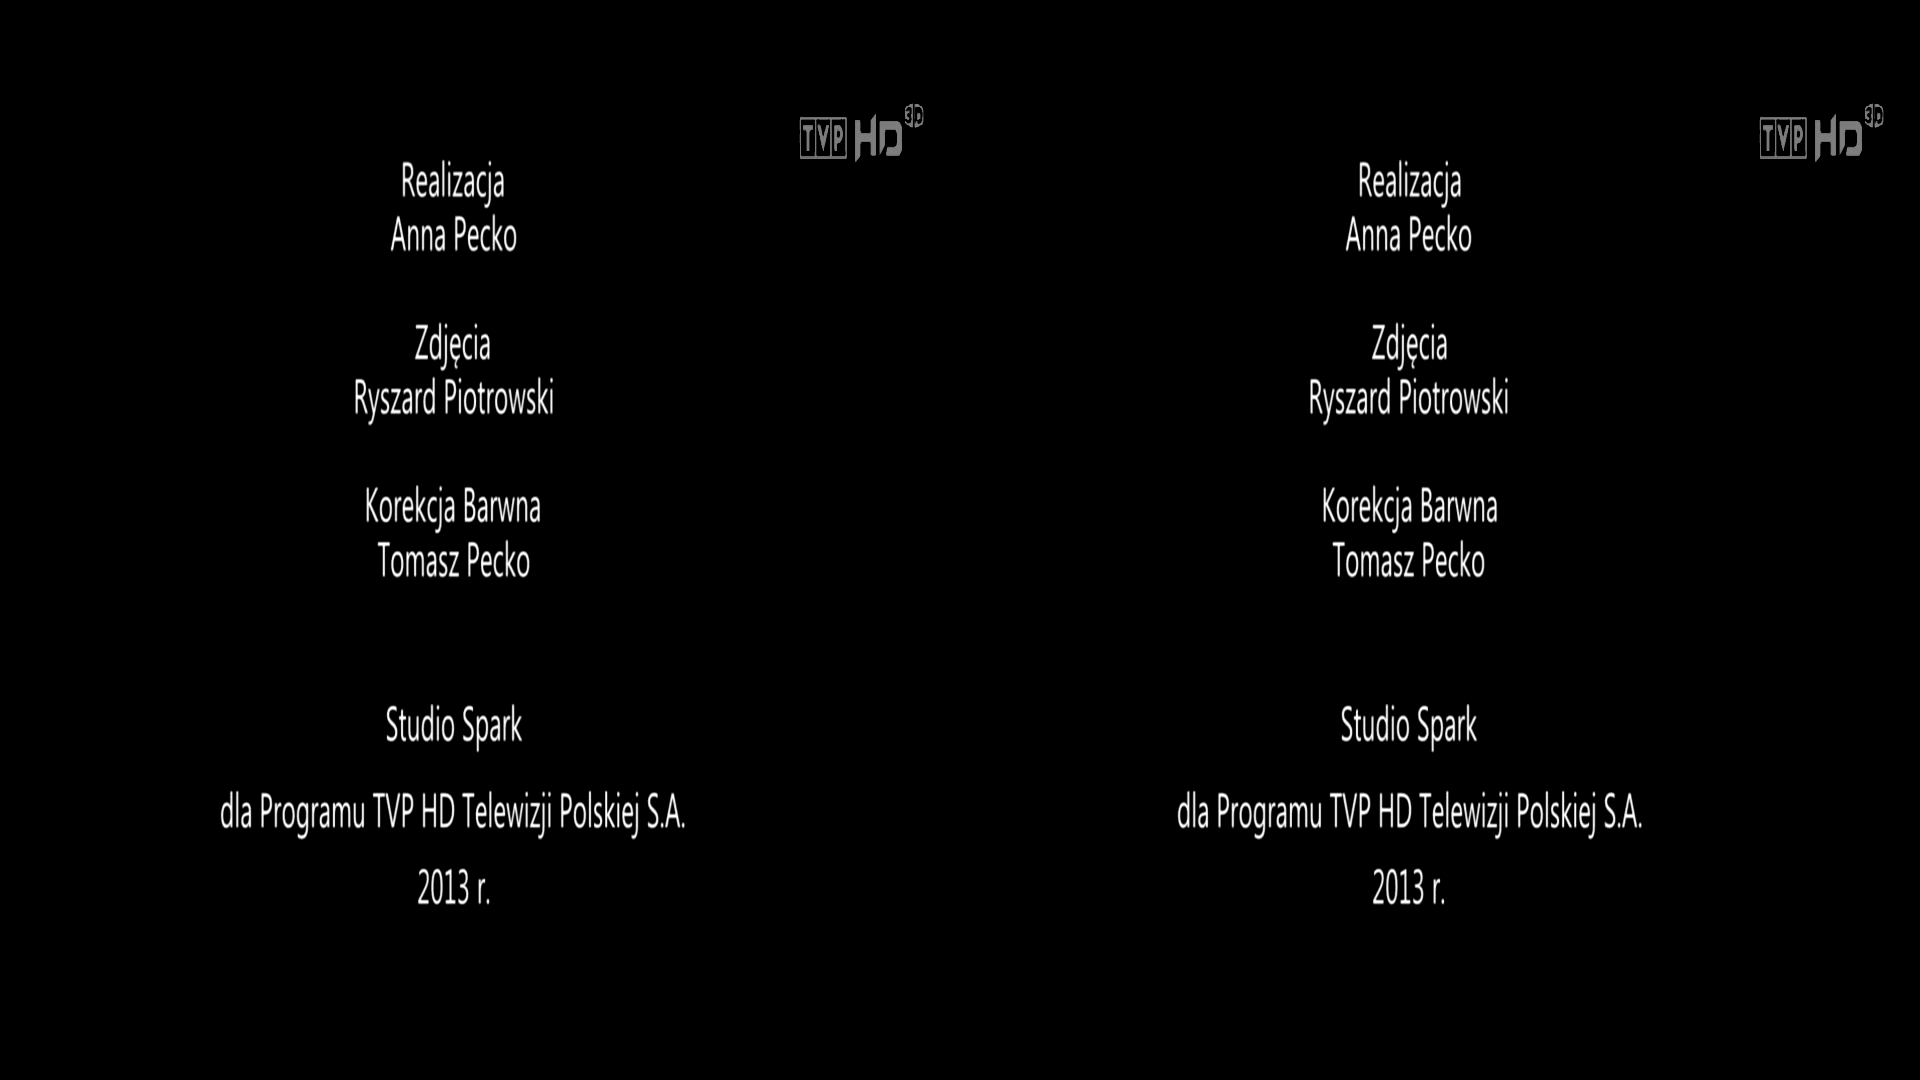 TVP HD 3D
Realizacja
Anna Pecko
Zdjęcia
Ryszard Piotrowski
Korekcja Barwna
Tomasz Pecko
Studio Spark
dla Programu TVP HD Telewizji Polskiej S.A.
2013 r.
TVP HD 3D
Realizacja
Anna Pecko
Zdjęcia
Ryszard Piotrowski
Korekcja Barwna
Tomasz Pecko
Studio Spark
dla Programu TVP HD Telewizji Polskiej S.A.
2013 r.